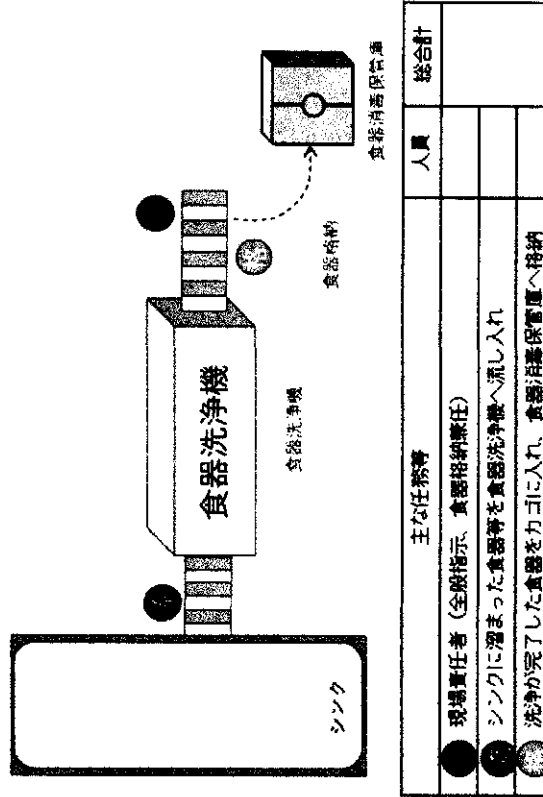 シンク
食器洗浄機
食器洗浄機
格
食器格納
食器消毒保管庫
主な任務等 人員 総合計
現場責任者（全般指示、食器格納兼任）
シンクに溜まった食器等を食器洗浄機へ流し入れ
洗浄が完了した食器をカゴに入れ、食器消毒保管庫へ格納